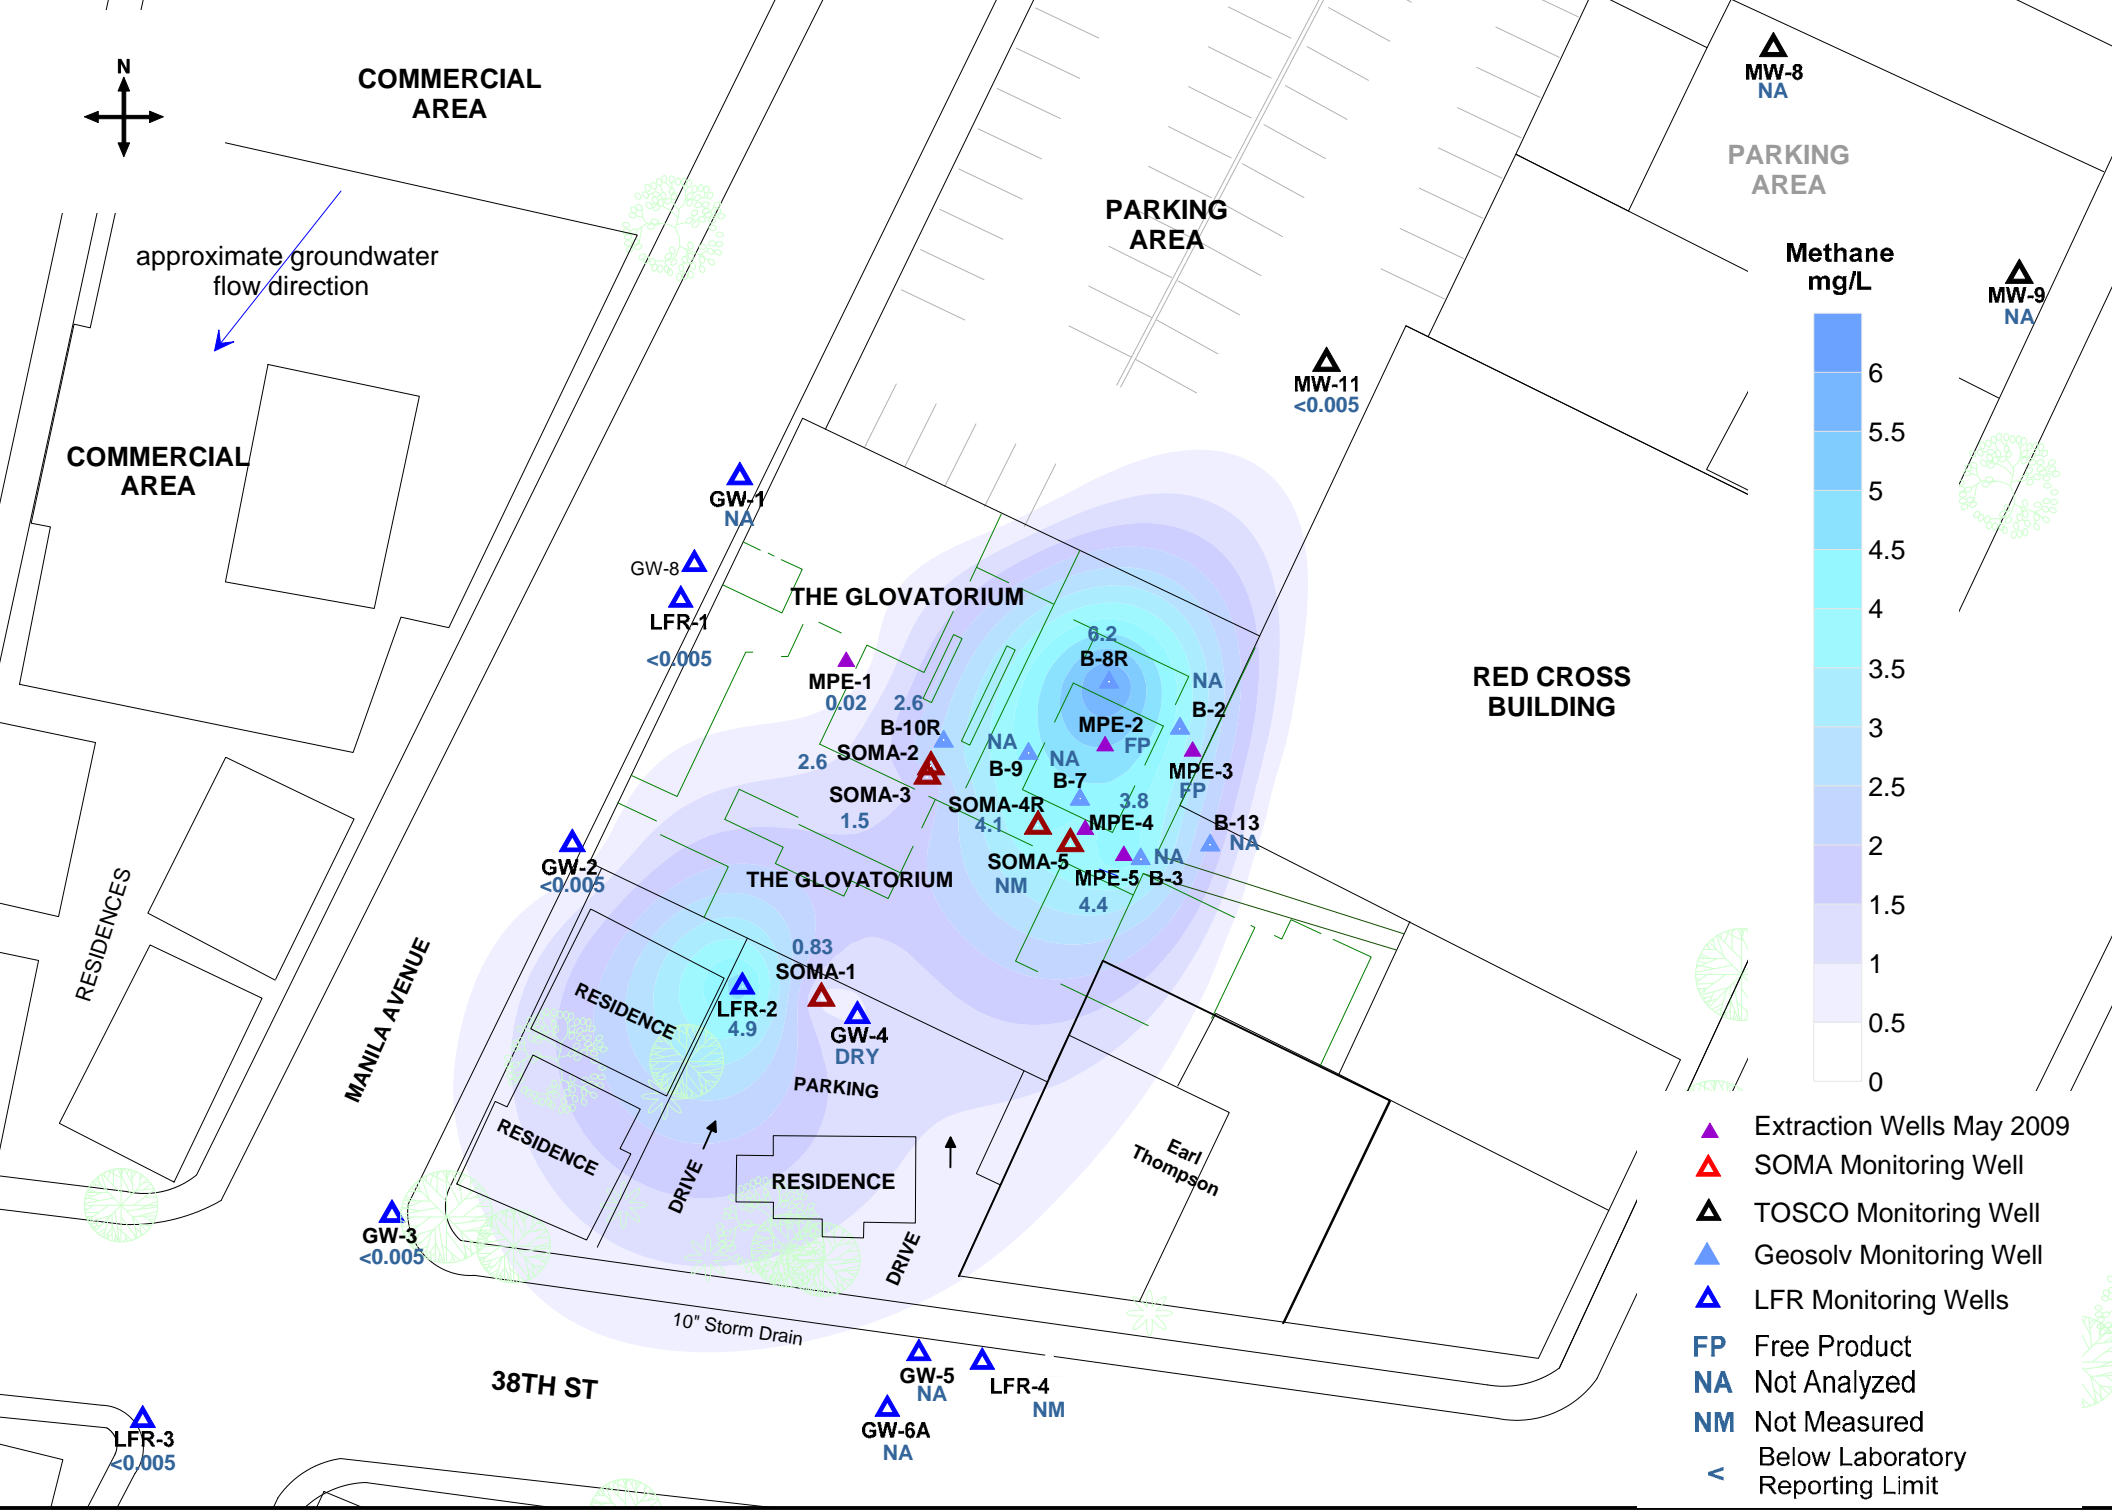 N
COMMERCIAL
AREA
MW-8
NA
PARKING
AREA
PARKING
AREA
approximate groundwater
flow direction
Methane
mg/L
MW-9
NA
6
5.5
5
4.5
4
3.5
3
2.5
2
1.5
1
0.5
0
MW-11
<0.005
COMMERCIAL
AREA
GW-1
NA
GW-8
LFR-1
<0.005
THE GLOVATORIUM
6.2
B-8R
MPE-1
0.02
2.6
B-10R
NA
B-2
MPE-2
FP
SOMA-2
2.6
NA
B-9
NA
B-7
MPE-3
FP
SOMA-3
1.5
SOMA-4R
4.1
3.8
MPE-4
B-13
NA
SOMA-5
NM
MPE-5
4.4
NA
B-3
RED CROSS
BUILDING
GW-2
<0.005
THE GLOVATORIUM
RESIDENCES
MANILA AVENUE
0.83
SOMA-1
RESIDENCE
LFR-2
4.9
GW-4
DRY
PARKING
RESIDENCE
DRIVE
RESIDENCE
DRIVE
Earl
Thompson
GW-3
<0.005
10" Storm Drain
38TH ST
GW-5
NA
LFR-4
NM
GW-6A
NA
LFR-3
<0.005
Extraction Wells May 2009
SOMA Monitoring Well
TOSCO Monitoring Well
Geosolv Monitoring Well
LFR Monitoring Wells
FP Free Product
NA Not Analyzed
NM Not Measured
< Below Laboratory
Reporting Limit